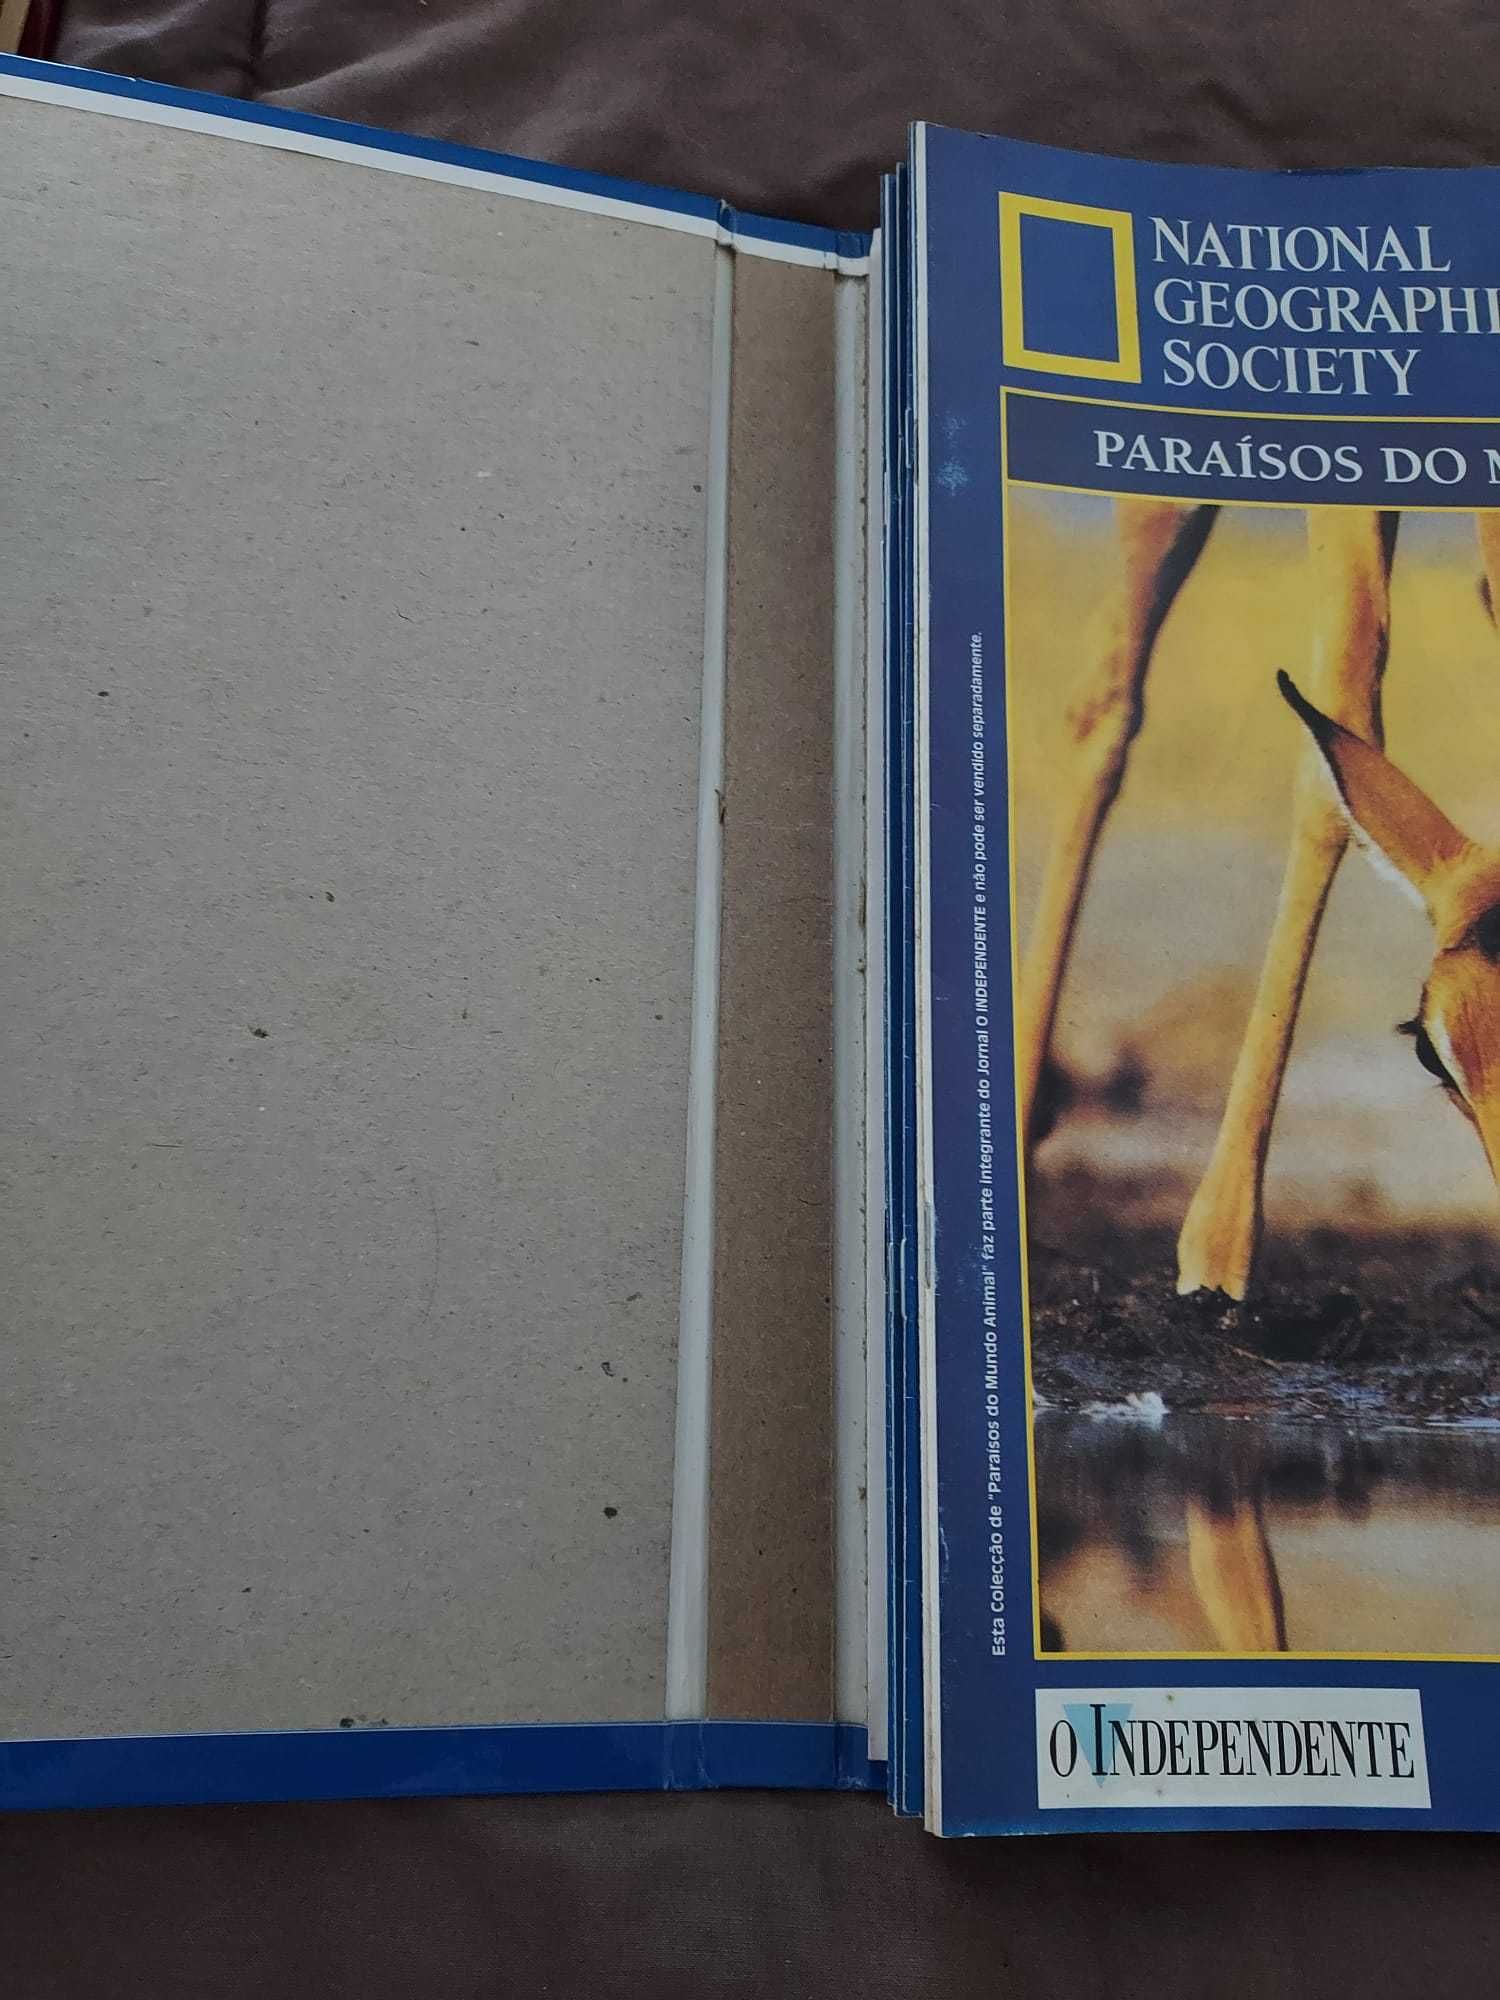 NATIONAL
GEOGRAPHI
SOCIETY
PARAÍSOS DO
Esta Colecção de "Paraísos do Mundo Animal" faz parte integrante do Jornal O INDEPENDENTE e não pode ser vendido separadamente.
O INDEPENDENTE